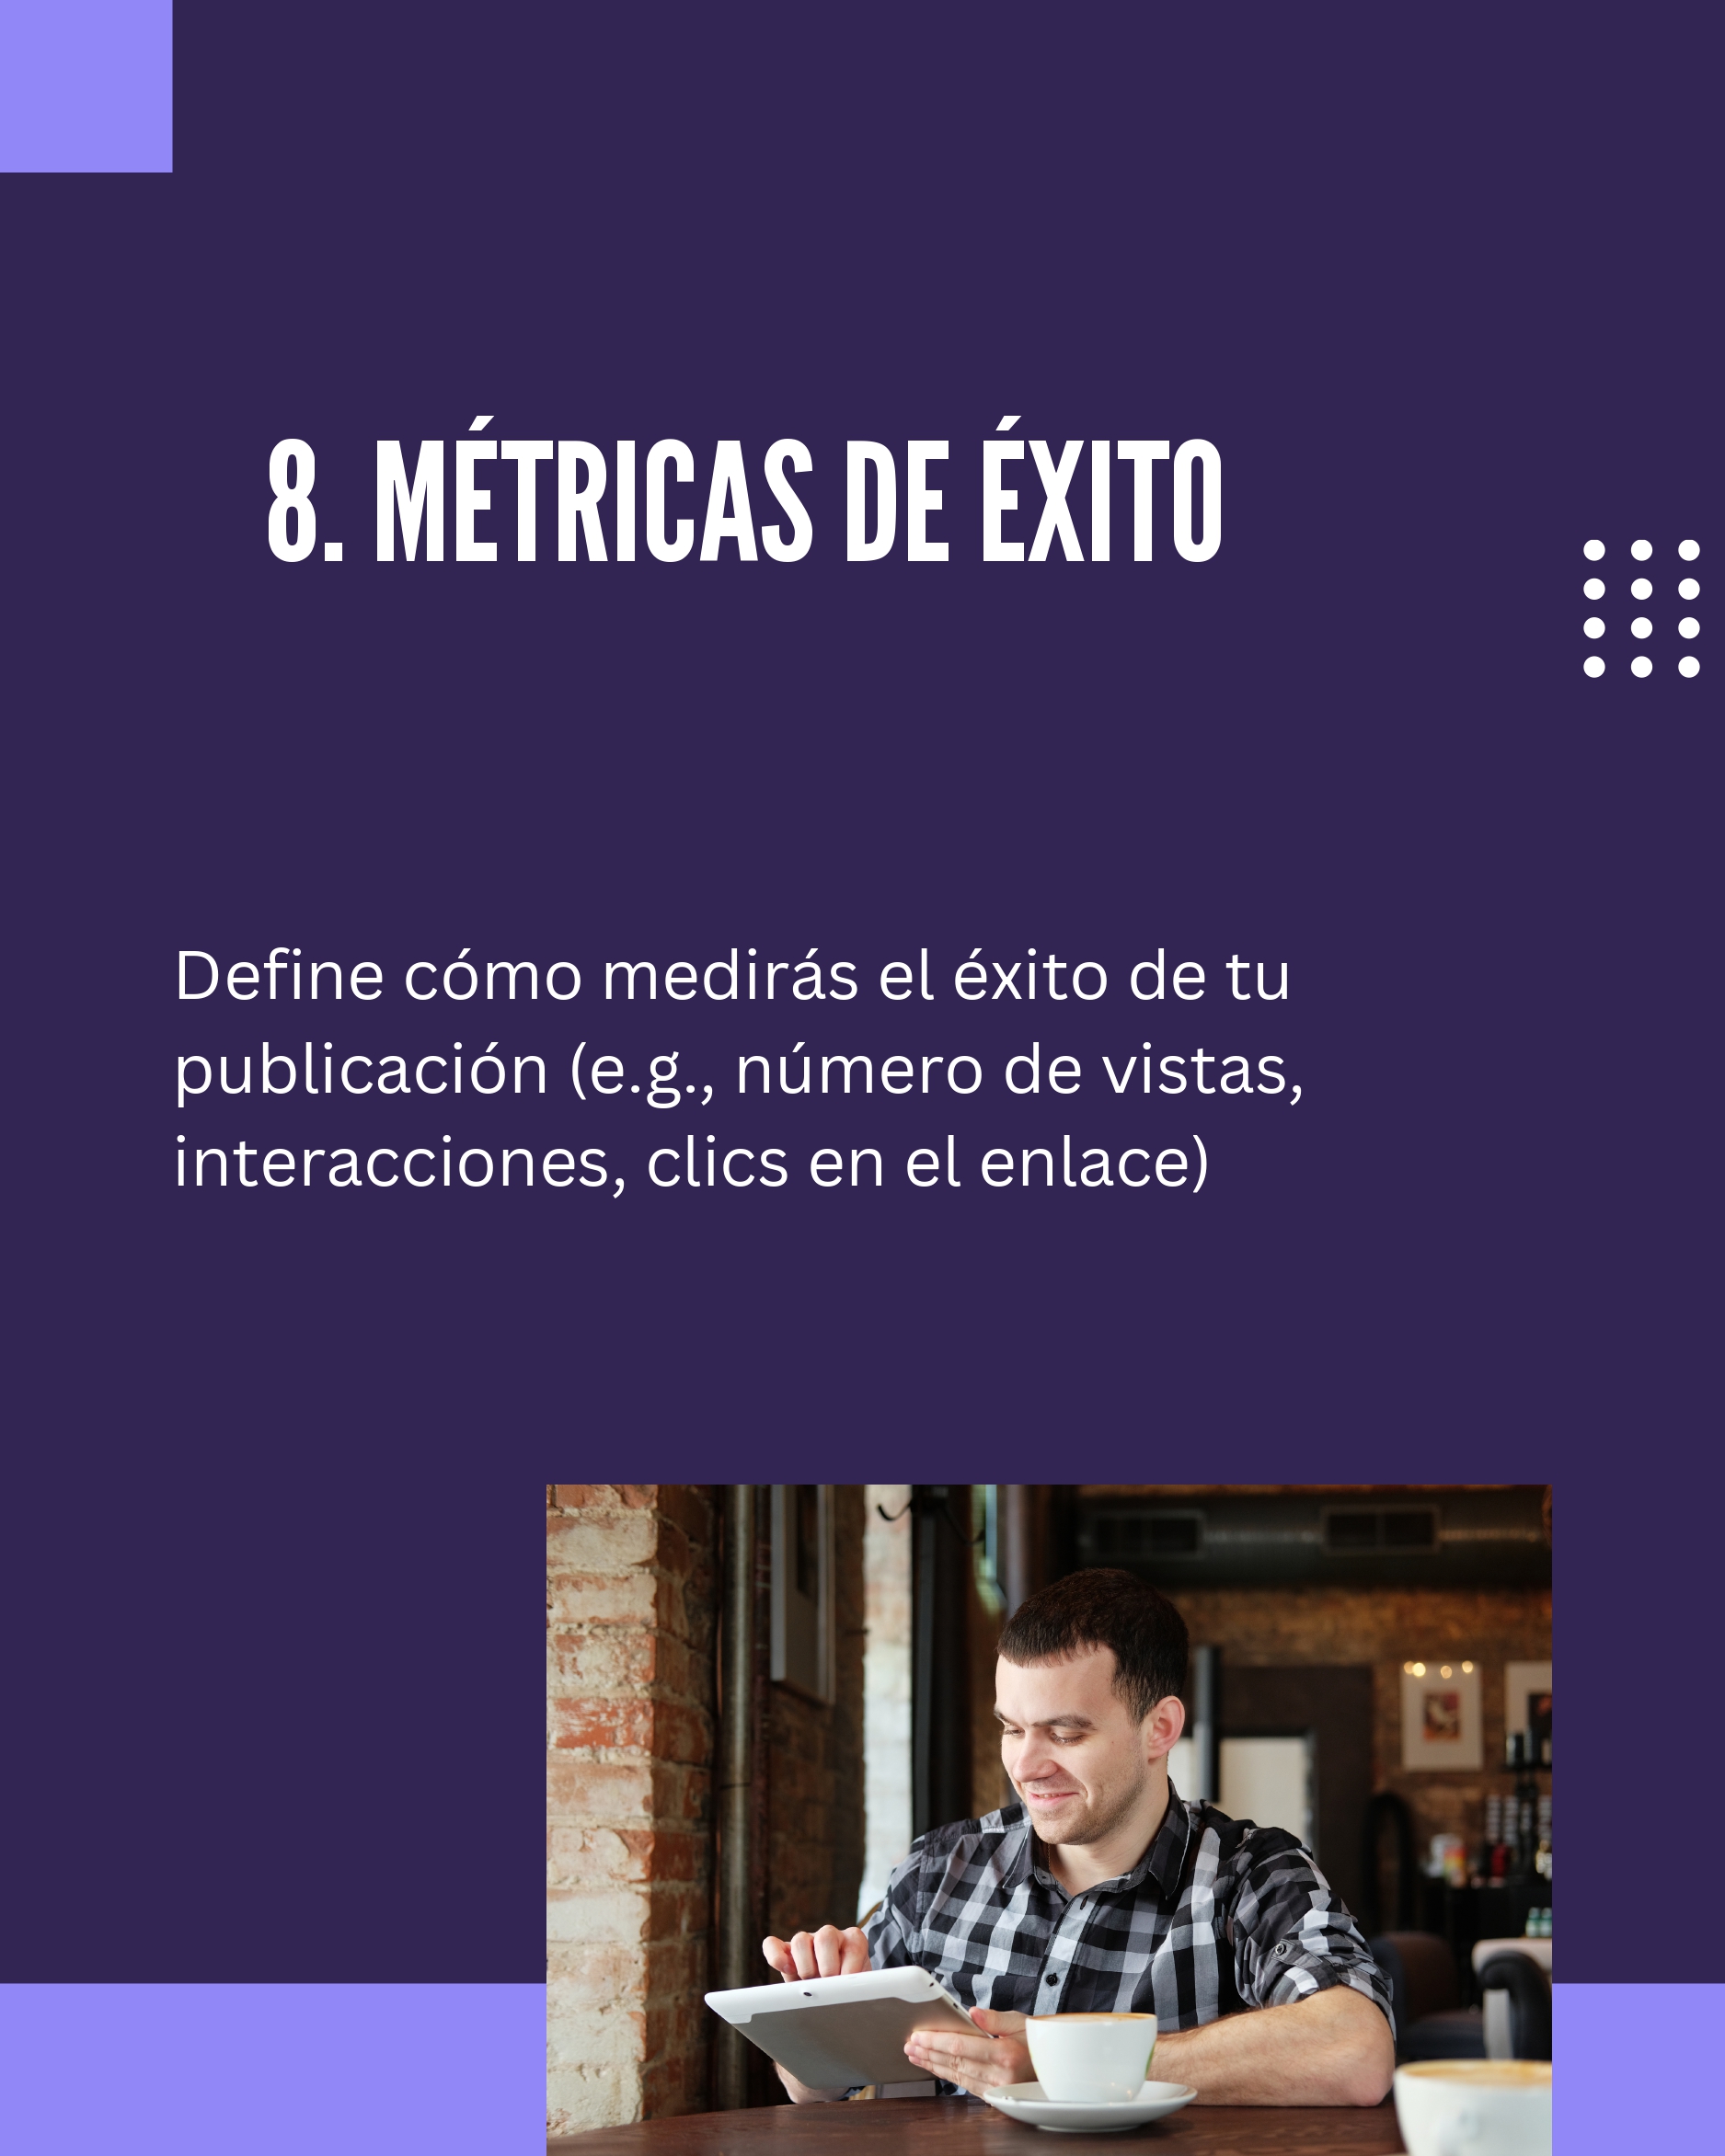 8. MÉTRICAS DE ÉXITO
Define cómo medirás el éxito de tu
publicación (e.g., número de vistas,
interacciones, clics en el enlace)